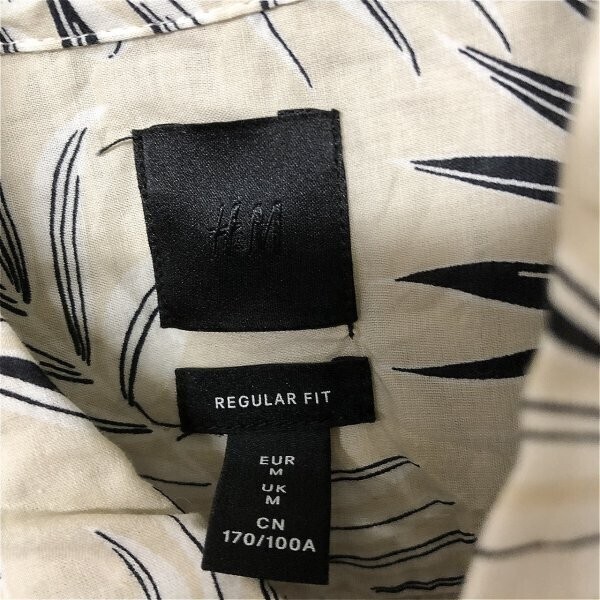 H&M
REGULAR FIT
EUR
M
UK
M
CN
170/100A